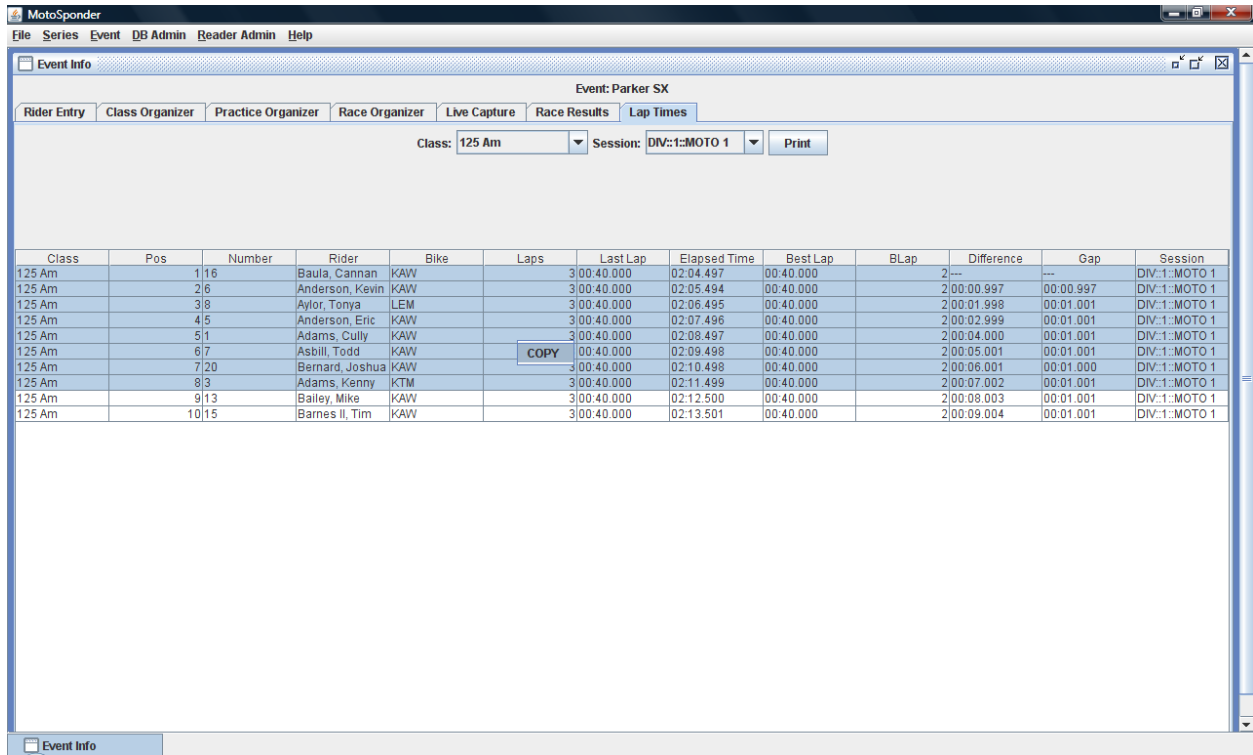 MotoSponder
File Series Event DB Admin Reader Admin Help
Event Info
Event: Parker SX
Rider Entry Class Organizer Practice Organizer Race Organizer Live Capture Race Results Lap Times
Class: 125 Am Session: DIV::1::MOTO 1 Print
Class Pos Number Rider Bike Laps Last Lap Elapsed Time Best Lap BLap Difference Gap Session
125 Am 1 16 Baula, Cannan KAW 3 00:40.000 02:04.497 00:40.000 2 --- --- DIV::1::MOTO 1
125 Am 2 6 Anderson, Kevin KAW 3 00:40.000 02:05.494 00:40.000 2 00:00.997 00:00.997 DIV::1::MOTO 1
125 Am 3 8 Aylor, Tonya LEM 3 00:40.000 02:06.495 00:40.000 2 00:01.998 00:01.001 DIV::1::MOTO 1
125 Am 4 5 Anderson, Eric KAW 3 00:40.000 02:07.496 00:40.000 2 00:02.999 00:01.001 DIV::1::MOTO 1
125 Am 5 1 Adams, Cully KAW 3 00:40.000 02:08.497 00:40.000 2 00:04.000 00:01.001 DIV::1::MOTO 1
125 Am 6 7 Asbill, Todd KAW COPY 00:40.000 02:09.498 00:40.000 2 00:05.001 00:01.001 DIV::1::MOTO 1
125 Am 7 20 Bernard, Joshua KAW 3 00:40.000 02:10.498 00:40.000 2 00:06.001 00:01.000 DIV::1::MOTO 1
125 Am 8 3 Adams, Kenny KTM 3 00:40.000 02:11.499 00:40.000 2 00:07.002 00:01.001 DIV::1::MOTO 1
125 Am 9 13 Bailey, Mike KAW 3 00:40.000 02:12.500 00:40.000 2 00:08.003 00:01.001 DIV::1::MOTO 1
125 Am 10 15 Barnes II, Tim KAW 3 00:40.000 02:13.501 00:40.000 2 00:09.004 00:01.001 DIV::1::MOTO 1
Event Info